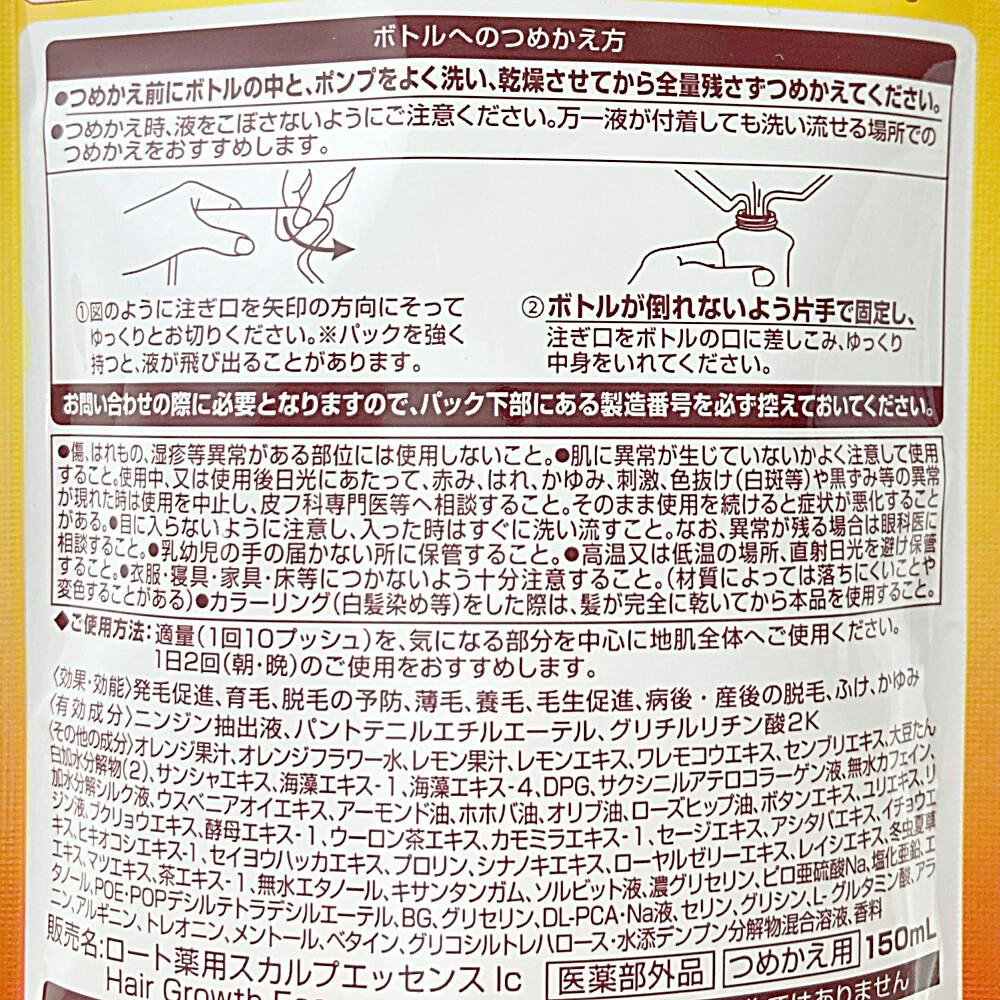 ボトルへのつめかえ方
●つめかえ前にボトルの中と、ポンプをよく洗い、乾燥させてから全量残さずつめかえてください。
●つめかえ時、液をこぼさないようにご注意ください。万一液が付着しても洗い流せる場所での
つめかえをおすすめします。
①図のように注ぎ口を矢印の方向にそって
ゆっくりとお切りください。※パックを強く
持つと、液が飛び出ることがあります。
②ボトルが倒れないよう片手で固定し、
注ぎ口をボトルの口に差しこみ、ゆっくり
中身をいれてください。
お問い合わせの際に必要となりますので、パック下部にある製造番号を必ず控えておいてください。
●傷、はれもの、湿疹等異常がある部位には使用しないこと。●肌に異常が生じていないかよく注意して使用
すること。使用中、又は使用後日光にあたって、赤み、はれ、かゆみ、刺激、色抜け(白斑等)や黒ずみ等の異常
が現れた時は使用を中止し、皮フ科専門医等へ相談すること。そのまま使用を続けると症状が悪化すること
がある。●目に入らないように注意し、入った時はすぐに洗い流すこと。なお、異常が残る場合は眼科医に
相談すること。●乳幼児の手の届かない所に保管すること。●高温又は低温の場所、直射日光を避け保管
すること。●衣服・寝具・家具・床等につかないよう十分注意すること。(材質によっては落ちにくいことや
変色することがある)●カラーリング(白髪染め等)をした際は、髪が完全に乾いてから本品を使用すること。
◆ご使用方法:適量(1回10プッシュ)を、気になる部分を中心に地肌全体へご使用ください。
1日2回(朝・晩)のご使用をおすすめします。
〈効果・効能〉発毛促進、育毛、脱毛の予防、薄毛、養毛、毛生促進、病後・産後の脱毛、ふけ、かゆみ
〈有効成分〉ニンジン抽出液、パントテニルエチルエーテル、グリチルリチン酸2K
〈その他の成分〉オレンジ果汁、オレンジフラワー水、レモン果汁、レモンエキス、ワレモコウエキス、センブリエキス、大豆たん
白加水分解物(2)、サンシャエキス、海藻エキス-1、海藻エキス-4、DPG、サクシニルアテロコラーゲン液、無水カフェイン、
加水分解シルク液、ウスベニアオイエキス、アーモンド油、ホホバ油、オリブ油、ローズヒップ油、ボタンエキス、ユリエキス、リ
ジン液、ブクリョウエキス、酵母エキス-1、ウーロン茶エキス、カモミラエキス-1、セージエキス、アシタバエキス、イチョウエ
キス、ヒキオコシエキス-1、セイヨウハッカエキス、プロリン、シナノキエキス、ローヤルゼリーエキス、レイシエキス、冬虫夏草
エキス、マツエキス、茶エキス-1、無水エタノール、キサンタンガム、ソルビット液、濃グリセリン、ピロ亜硫酸Na、塩化亜鉛、エ
タノール、POE・POPデシルテトラデシルエーテル、BG、グリセリン、DL-PCA・Na液、セリン、グリシン、L-グルタミン酸、アラ
ニン、アルギニン、トレオニン、メントール、ベタイン、グリコシルトレハロース・水添デンプン分解物混合溶液、香料
販売名:ロート薬用スカルプエッセンスIc 医薬部外品 つめかえ用 150mL
Hair Growth
はありません